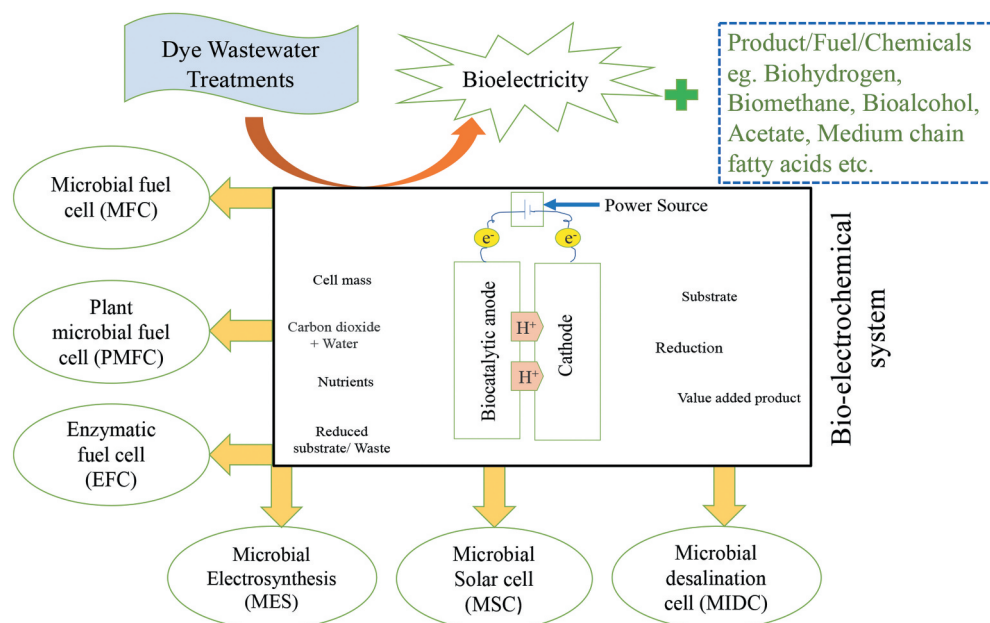 Dye Wastewater
Treatments
Bioelectricity
Product/Fuel/Chemicals
eg. Biohydrogen,
Biomethane, Bioalcohol,
Acetate, Medium chain
fatty acids etc.
Microbial fuel
cell (MFC)
Plant
microbial fuel
cell (PMFC)
Enzymatic
fuel cell
(EFC)
Power Source
e-
e-
Cell mass
Carbon dioxide
+ Water
Nutrients
Reduced
substrate/ Waste
Biocatalytic anode
H+
H+
Cathode
Substrate
Reduction
Value added product
Bio-electrochemical
system
Microbial
Electrosynthesis
(MES)
Microbial
Solar cell
(MSC)
Microbial
desalination
cell (MIDC)